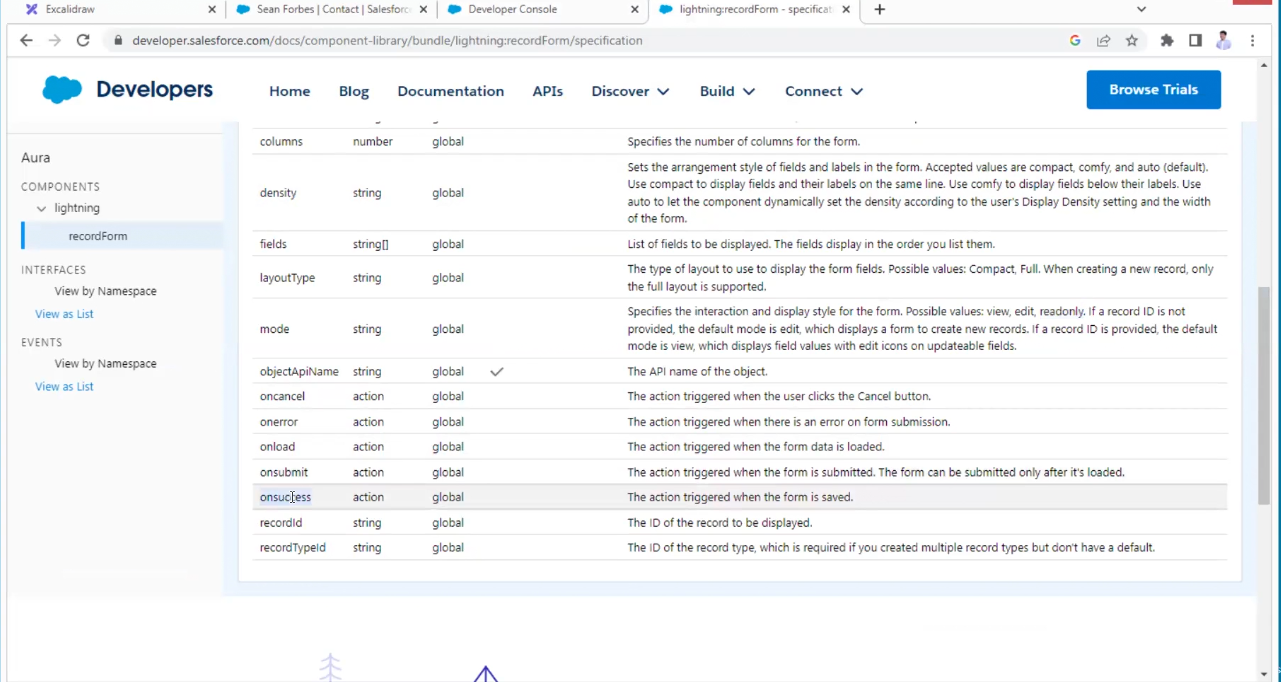 Excalidraw
Sean Forbes | Contact | Salesforc
Developer Console
lightning:recordForm - specificati
developer.salesforce.com/docs/component-library/bundle/lightning:recordForm/specification
Developers
Home Blog Documentation APIs Discover Build Connect
Browse Trials
Aura
COMPONENTS
lightning
recordForm
INTERFACES
View by Namespace
View as List
EVENTS
View by Namespace
View as List
columns number global Specifies the number of columns for the form.
density string global Sets the arrangement style of fields and labels in the form. Accepted values are compact, comfy, and auto (default).
Use compact to display fields and their labels on the same line. Use comfy to display fields below their labels. Use
auto to let the component dynamically set the density according to the user's Display Density setting and the width
of the form.
fields string[] global List of fields to be displayed. The fields display in the order you list them.
layoutType string global The type of layout to use to display the form fields. Possible values: Compact, Full. When creating a new record, only
the full layout is supported.
mode string global Specifies the interaction and display style for the form. Possible values: view, edit, readonly. If a record ID is not
provided, the default mode is edit, which displays a form to create new records. If a record ID is provided, the default
mode is view, which displays field values with edit icons on updateable fields.
objectApiName string global The API name of the object.
oncancel action global The action triggered when the user clicks the Cancel button.
onerror action global The action triggered when there is an error on form submission.
onload action global The action triggered when the form data is loaded.
onsubmit action global The action triggered when the form is submitted. The form can be submitted only after it's loaded.
onsuccess action global The action triggered when the form is saved.
recordId string global The ID of the record to be displayed.
recordTypeId string global The ID of the record type, which is required if you created multiple record types but don't have a default.